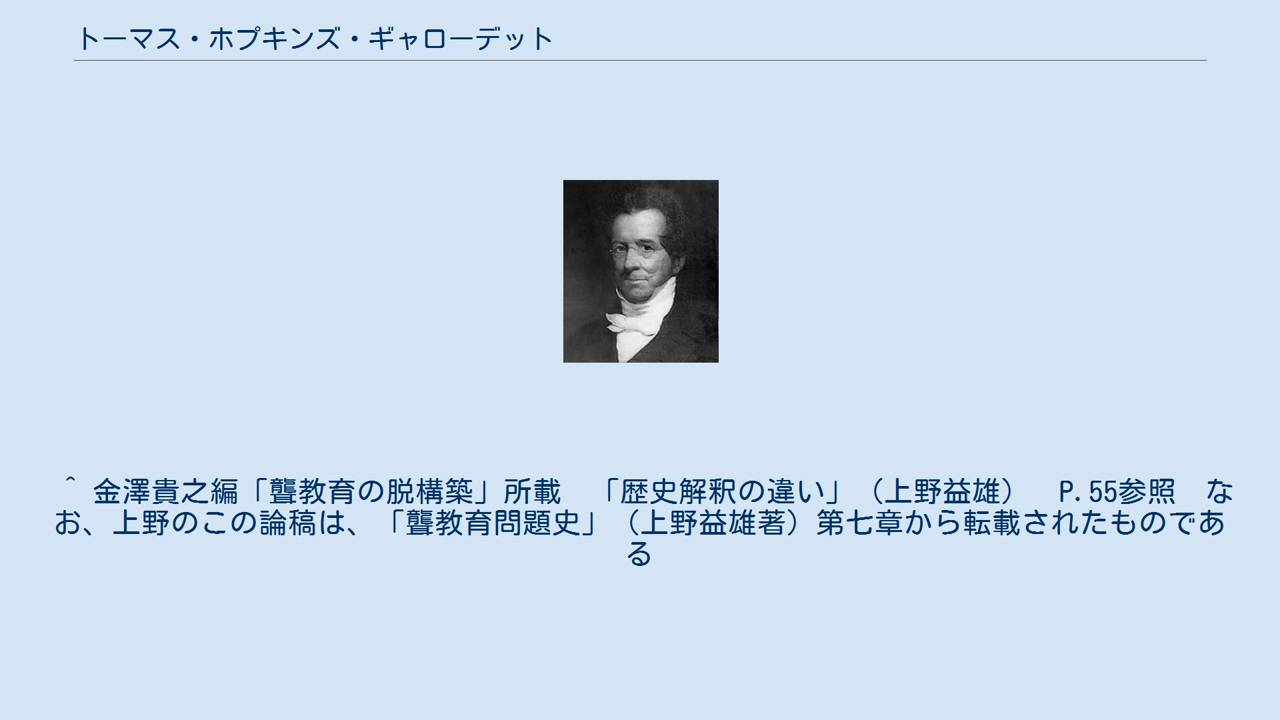 トーマス・ホプキンズ・ギャローデット
^ 金澤貴之編「聾教育の脱構築」所載　「歴史解釈の違い」（上野益雄）　P.55参照　な
お、上野のこの論稿は、「聾教育問題史」（上野益雄著）第七章から転載されたものであ
る